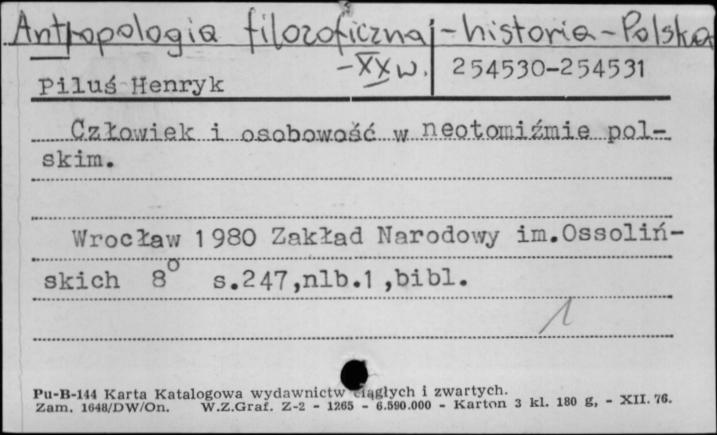 Antropologia filozoficzna - historia - Polska
- XX w.
254530-254531
Piluś Henryk
Człowiek i osobowość w neotomiźmie pol-
skim.
Wrocław 1980 Zakład Narodowy im.Ossoliń-
skich 8° s.247,nlb.1,bibl.
1
Pu-B-144 Karta Katalogowa wydawnictw ciągłych i zwartych.
Zam. 1648/DW/On. W.Z.Graf. Z-2 - 1265 - 6.590.000 - Karton 3 kl. 180 g, - XII. 76.